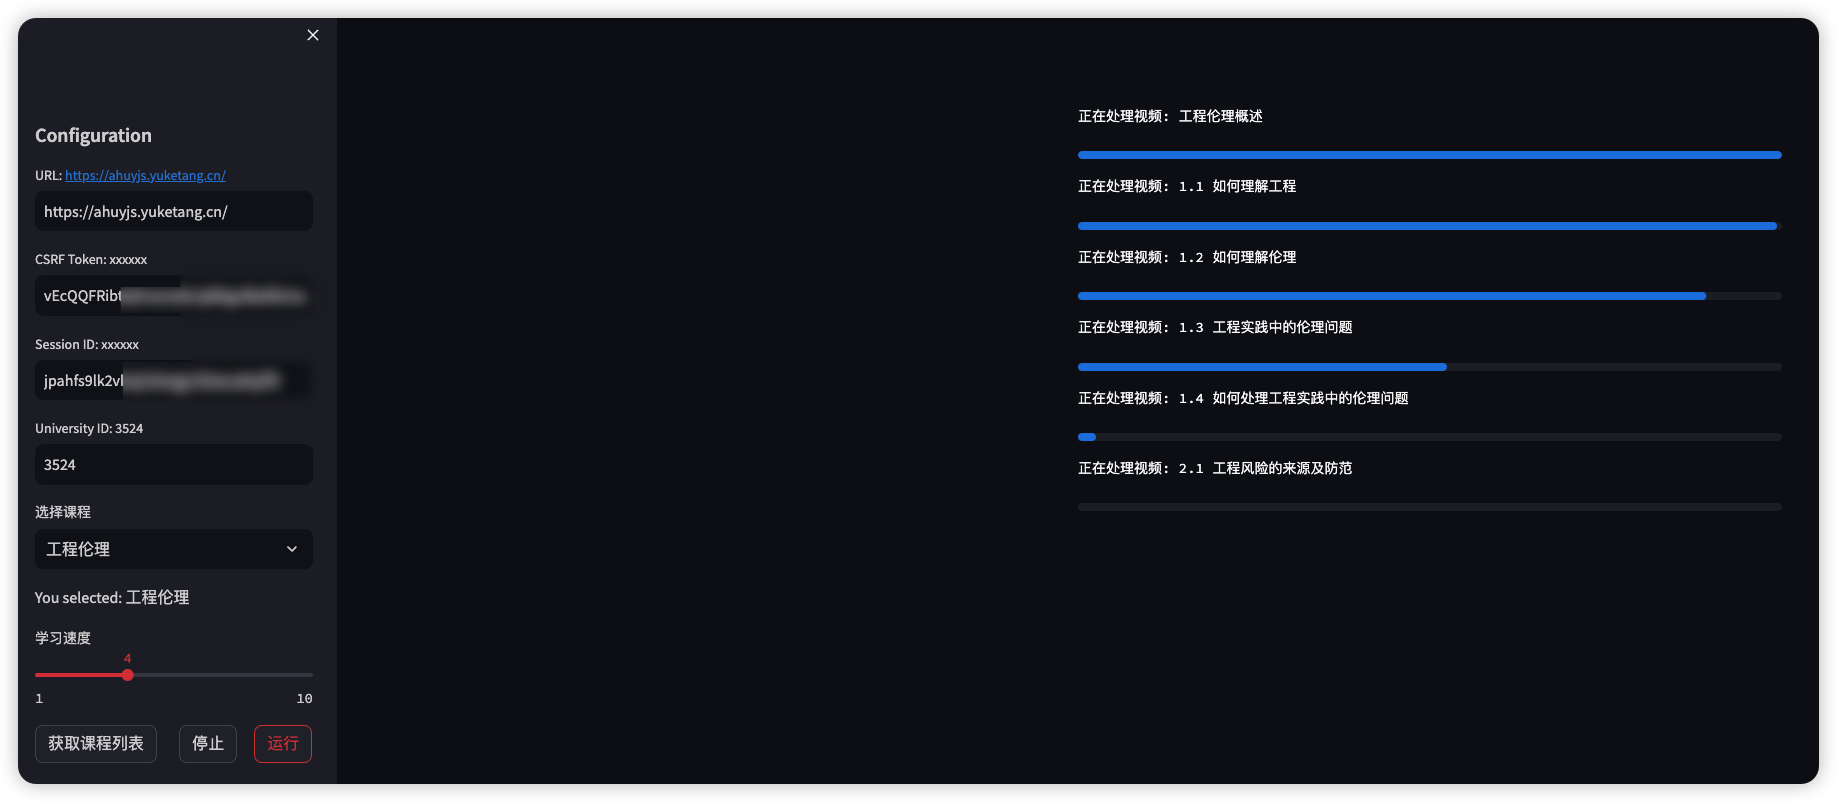 Configuration
URL: https://ahuyjs.yuketang.cn/
https://ahuyjs.yuketang.cn/
CSRF Token: xxxxxx
Session ID: xxxxxx
University ID: 3524
3524
选择课程
工程伦理
You selected: 工程伦理
学习速度
4
1
10
获取课程列表
停止
运行
正在处理视频: 工程伦理概述
正在处理视频: 1.1 如何理解工程
正在处理视频: 1.2 如何理解伦理
正在处理视频: 1.3 工程实践中的伦理问题
正在处理视频: 1.4 如何处理工程实践中的伦理问题
正在处理视频: 2.1 工程风险的来源及防范